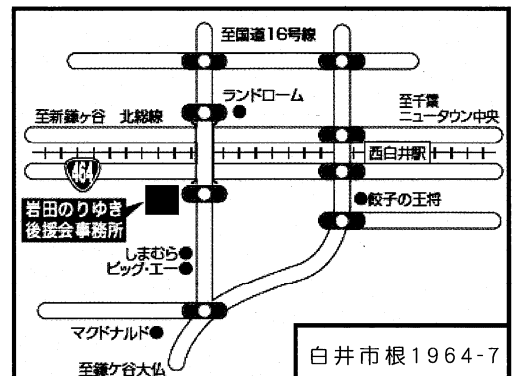 至国道16号線
ランドローム
至千葉
ニュータウン中央
至新鎌ヶ谷 北総線
西白井駅
464
岩田のりゆき
後援会事務所
餃子の王将
しまむら
ビッグ・エー
マクドナルド
至鎌ケ谷大仏
白井市根1964-7